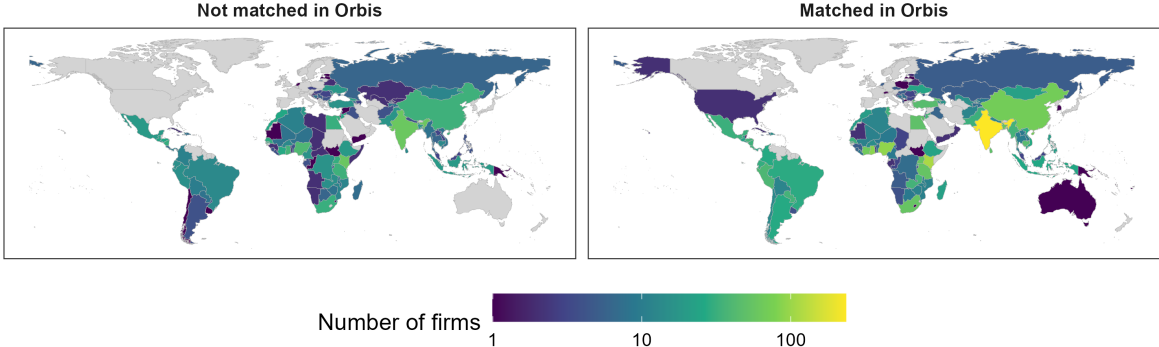 Not matched in Orbis
Matched in Orbis
Number of firms
1
10
100